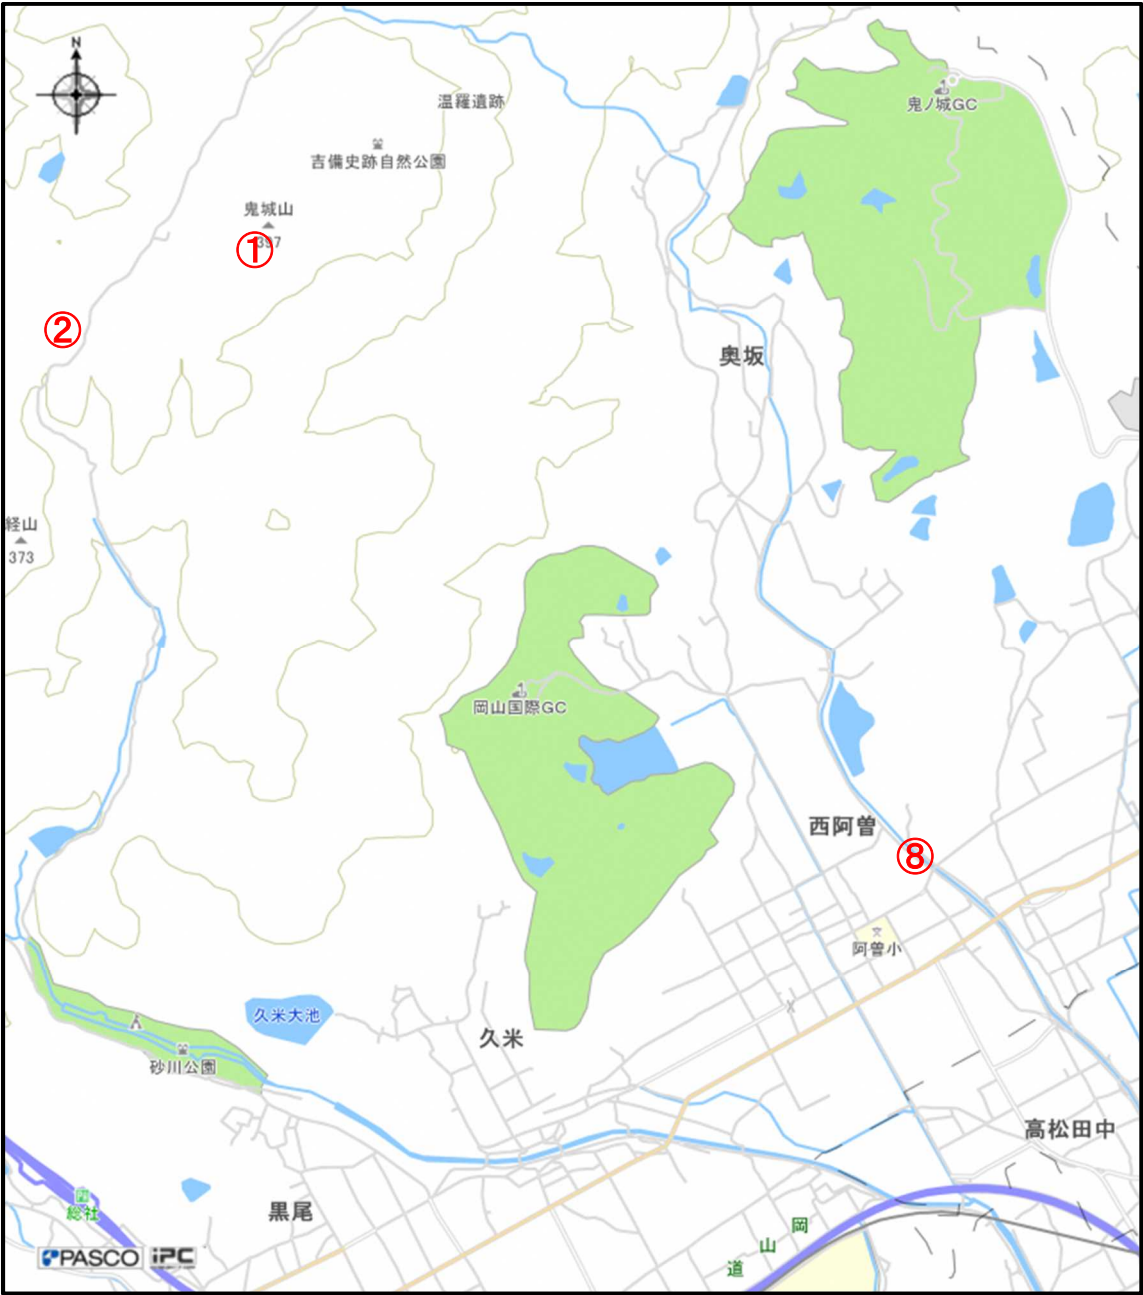 N
温羅遺跡
鬼ノ城GC
吉備史跡自然公園
鬼城山
397
①
②
奥坂
経山
373
岡山国際GC
西阿曽
⑧
阿曽小
久米大池
久米
砂川公園
高松田中
総社
黒尾
岡
山
道
PASCO iPC